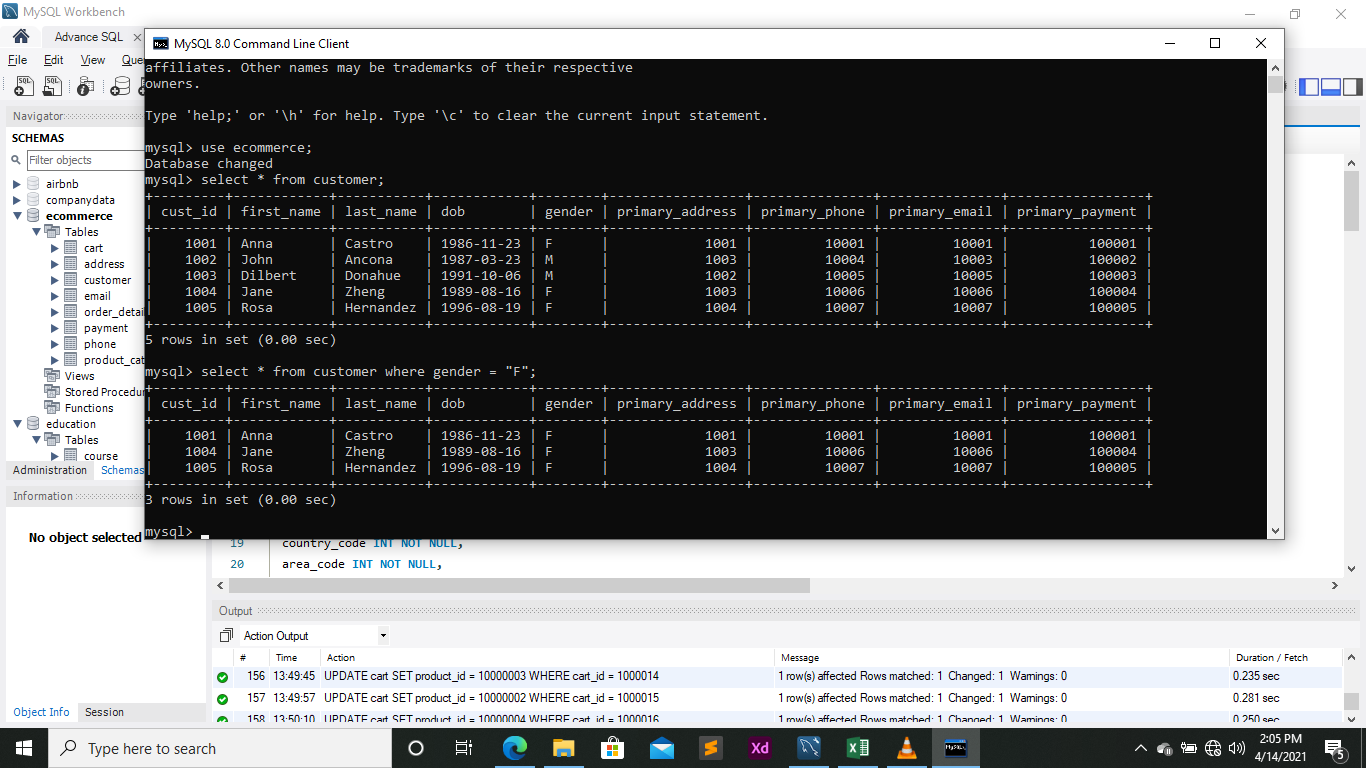 MySQL Workbench
Advance SQL
MySQL 8.0 Command Line Client
File Edit View
Navigator
SCHEMAS
Filter objects
airbnb
companydata
ecommerce
Tables
cart
address
customer
email
payment
phone
Views
Functions
education
Tables
course
Administration Schemas
Information
No object selected
Object Info Session
affiliates. Other names may be trademarks of their respective
owners.
Type 'help;' or '\h' for help. Type '\c' to clear the current input statement.
mysql> use ecommerce;
Database changed
mysql> select * from customer;
+---------+------------+-----------+------------+--------+-----------------+---------------+---------------+-----------------+
| cust_id | first_name | last_name | dob | gender | primary_address | primary_phone | primary_email | primary_payment |
+---------+------------+-----------+------------+--------+-----------------+---------------+---------------+-----------------+
| 1001 | Anna | Castro | 1986-11-23 | F | 1001 | 10001 | 10001 | 100001 |
| 1002 | John | Ancona | 1987-03-23 | M | 1003 | 10004 | 10003 | 100002 |
| 1003 | Dilbert | Donahue | 1991-10-06 | M | 1002 | 10005 | 10005 | 100003 |
| 1004 | Jane | Zheng | 1989-08-16 | F | 1003 | 10006 | 10006 | 100004 |
| 1005 | Rosa | Hernandez | 1996-08-19 | F | 1004 | 10007 | 10007 | 100005 |
+---------+------------+-----------+------------+--------+-----------------+---------------+---------------+-----------------+
5 rows in set (0.00 sec)
mysql> select * from customer where gender = "F";
+---------+------------+-----------+------------+--------+-----------------+---------------+---------------+-----------------+
| cust_id | first_name | last_name | dob | gender | primary_address | primary_phone | primary_email | primary_payment |
+---------+------------+-----------+------------+--------+-----------------+---------------+---------------+-----------------+
| 1001 | Anna | Castro | 1986-11-23 | F | 1001 | 10001 | 10001 | 100001 |
| 1004 | Jane | Zheng | 1989-08-16 | F | 1003 | 10006 | 10006 | 100004 |
| 1005 | Rosa | Hernandez | 1996-08-19 | F | 1004 | 10007 | 10007 | 100005 |
+---------+------------+-----------+------------+--------+-----------------+---------------+---------------+-----------------+
3 rows in set (0.00 sec)
mysql>
19 country_code INT NOT NULL,
20 area_code INT NOT NULL,
Output
Action Output
# Time Action Message Duration / Fetch
156 13:49:45 UPDATE cart SET product_id = 10000003 WHERE cart_id = 1000014 1 row(s) affected Rows matched: 1 Changed: 1 Warnings: 0 0.235 sec
157 13:49:57 UPDATE cart SET product_id = 10000002 WHERE cart_id = 1000015 1 row(s) affected Rows matched: 1 Changed: 1 Warnings: 0 0.281 sec
158 13:50:10 UPDATE cart SET product_id = 10000004 WHERE cart_id = 1000016 1 row(s) affected Rows matched: 1 Changed: 1 Warnings: 0 0.250 sec
Type here to search
Xd
2:05 PM
4/14/2021
5